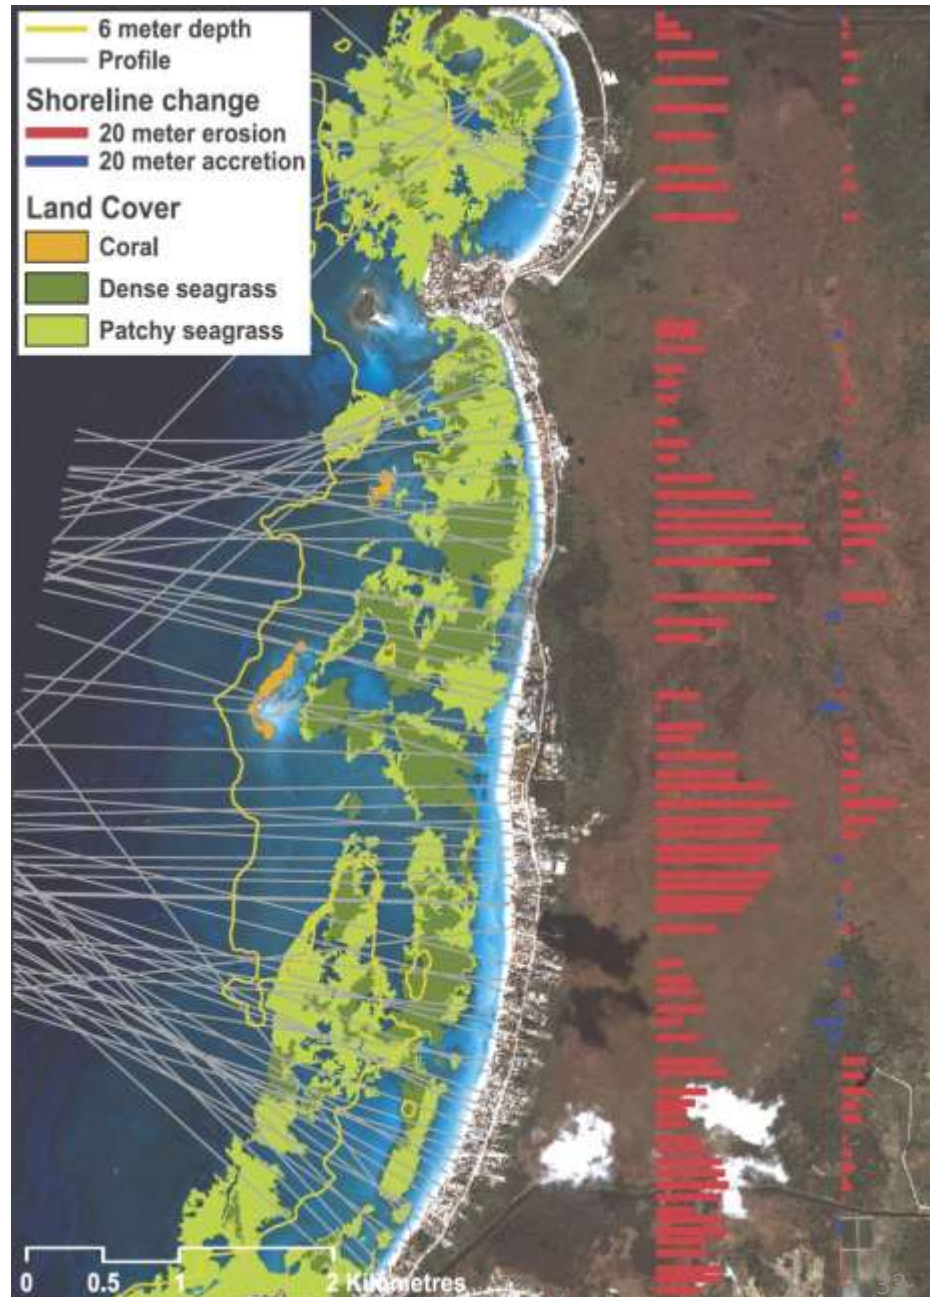 6 meter depth
Profile
Shoreline change
20 meter erosion
20 meter accretion
Land Cover
Coral
Dense seagrass
Patchy seagrass
0 0.5 1 2 Kilometres